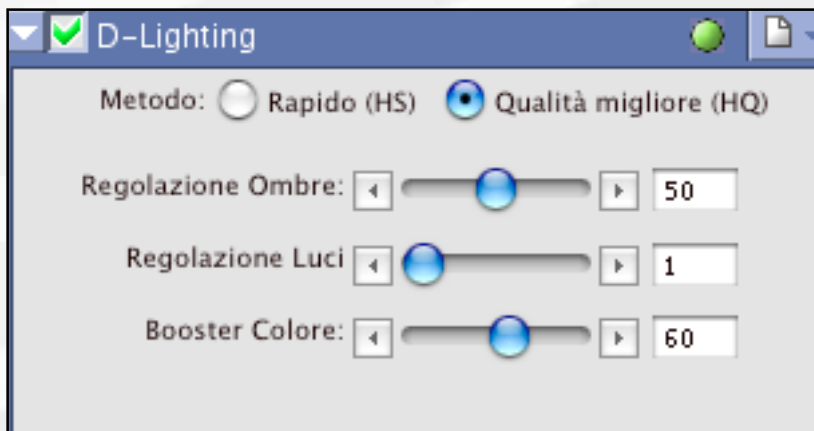 D-Lighting
Metodo: Rapido (HS) Qualità migliore (HQ)
Regolazione Ombre: 50
Regolazione Luci 1
Booster Colore: 60